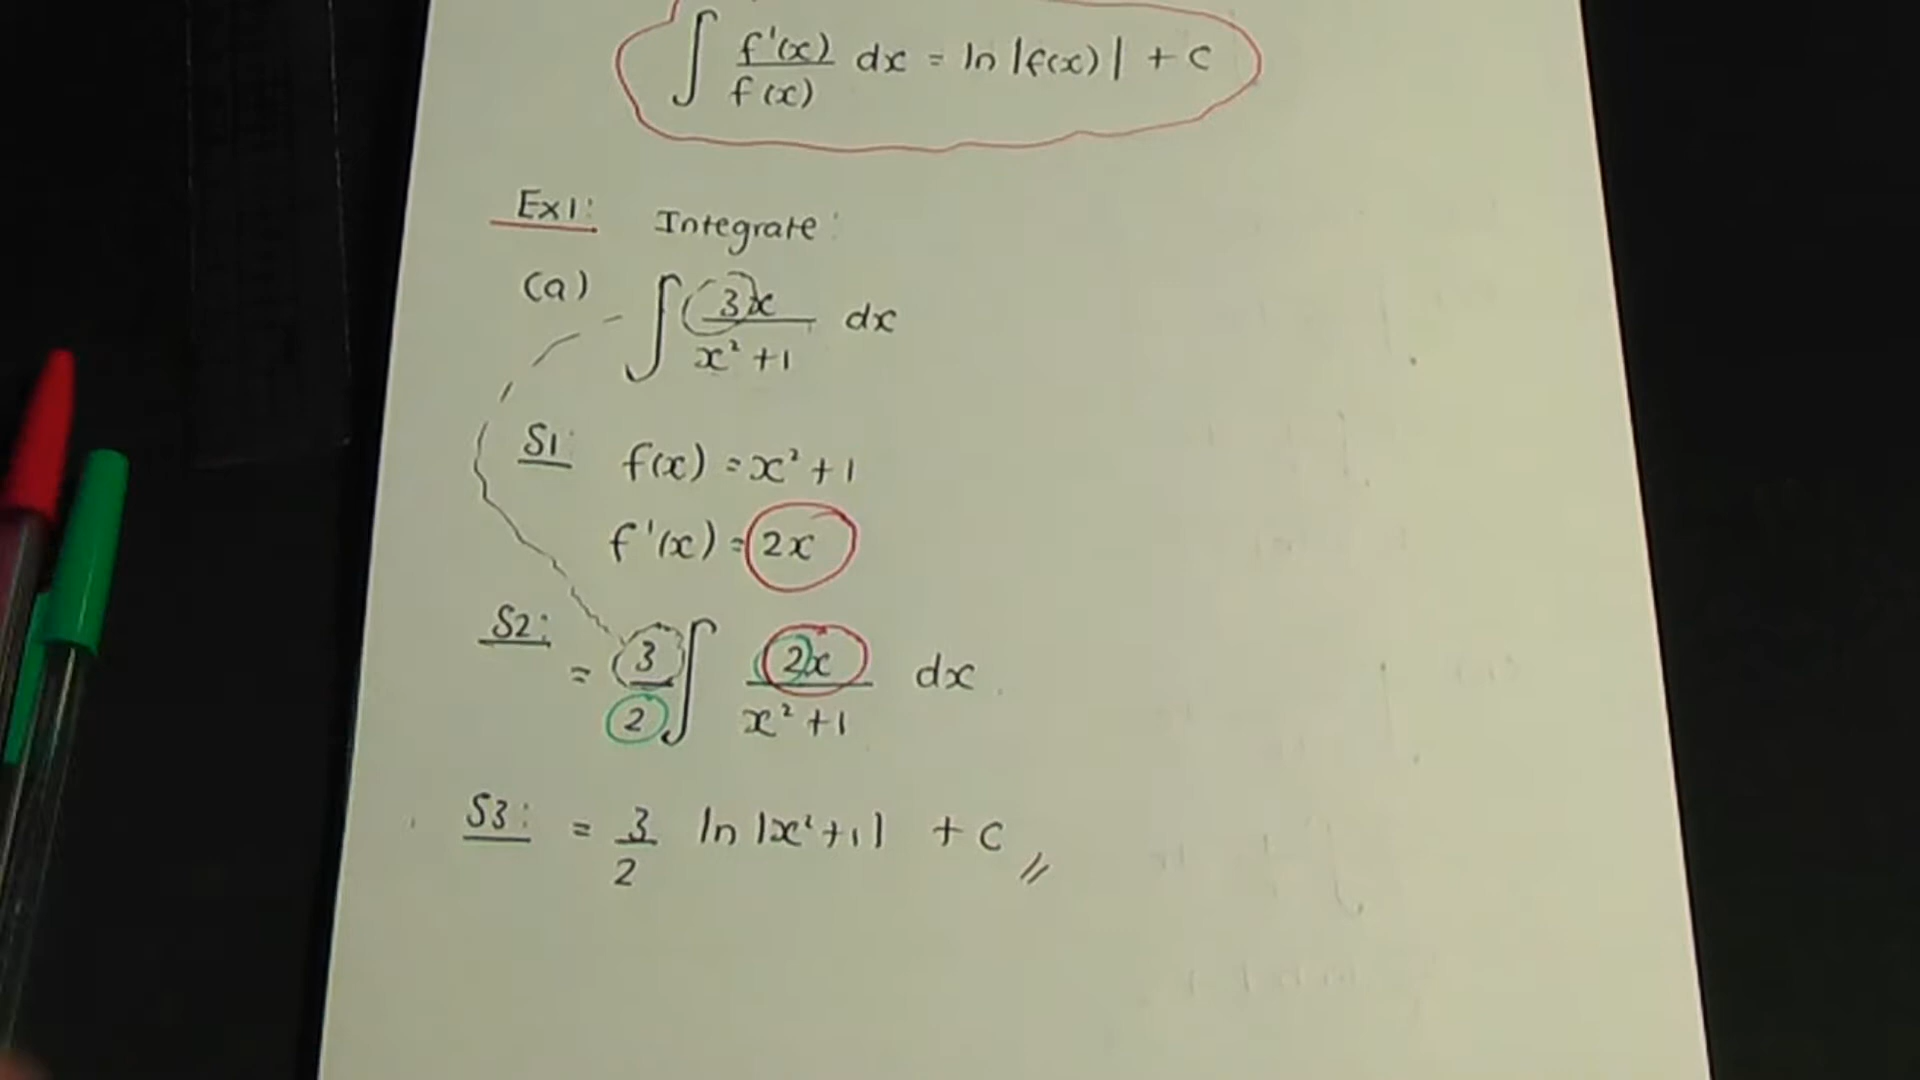 ∫ f'(x)/f(x) dx = ln |f(x)| + c
Ex1: Integrate:
(a) ∫ 3x/x² +1 dx
S1: f(x) = x² + 1
f'(x) = 2x
S2: = 3/2 ∫ 2x/x² +1 dx
S3: = 3/2 ln |x²+1| + c //